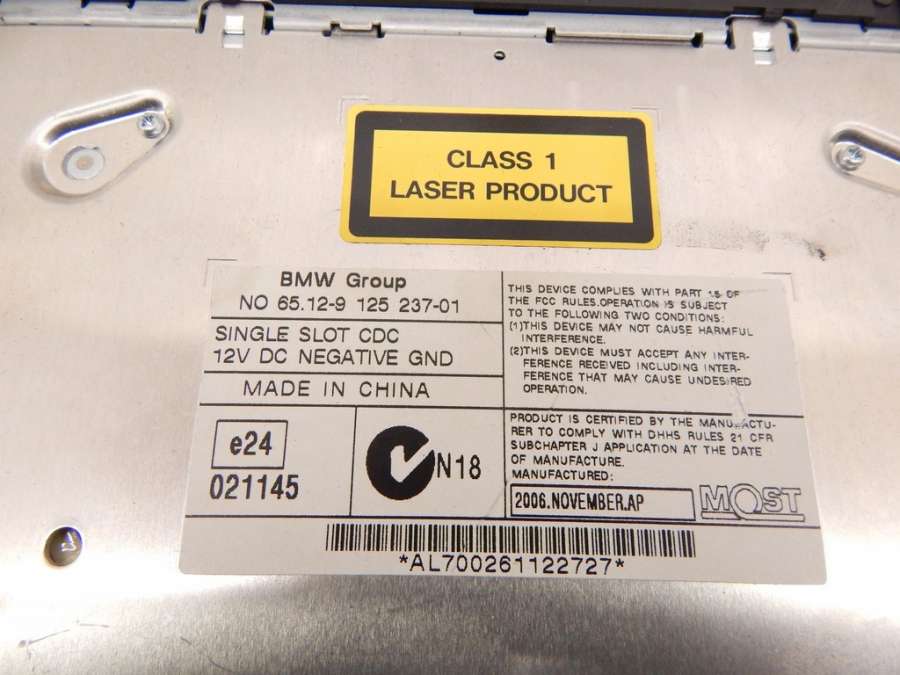 CLASS 1
LASER PRODUCT
BMW Group
NO 65.12-9 125 237-01
SINGLE SLOT CDC
12V DC NEGATIVE GND
MADE IN CHINA
e24
021145
N18
THIS DEVICE COMPLIES WITH PART 15 OF
THE FCC RULES.OPERATION IS SUBJECT
TO THE FOLLOWING TWO CONDITIONS:
(1)THIS DEVICE MAY NOT CAUSE HARMFUL
INTERFERENCE.
(2)THIS DEVICE MUST ACCEPT ANY INTER-
FERENCE RECEIVED INCLUDING INTER-
FERENCE THAT MAY CAUSE UNDESIRED
OPERATION.
PRODUCT IS CERTIFIED BY THE MANUFACTU-
RER TO COMPLY WITH DHHS RULES 21 CFR
SUBCHAPTER J APPLICATION AT THE DATE
OF MANUFACTURE.
MANUFACTURED:
2006.NOVEMBER.AP
MOST
*AL700261122727*